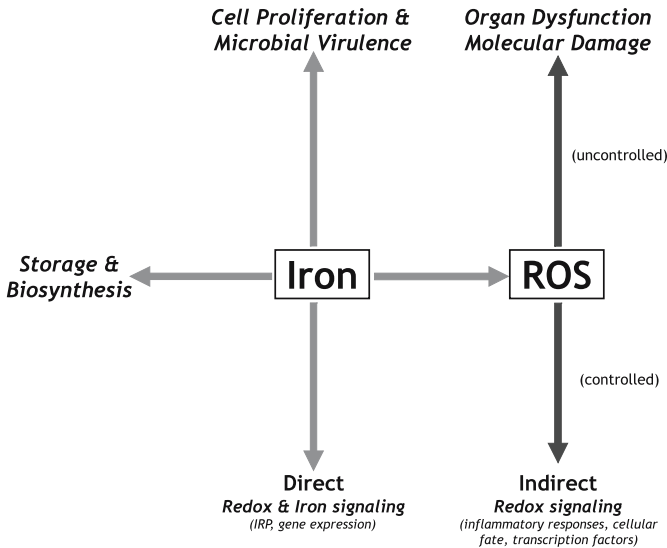 Cell Proliferation &
Microbial Virulence
Organ Dysfunction
Molecular Damage
(uncontrolled)
Storage &
Biosynthesis
Iron
ROS
(controlled)
Direct
Redox & Iron signaling
(IRP, gene expression)
Indirect
Redox signaling
(inflammatory responses, cellular
fate, transcription factors)